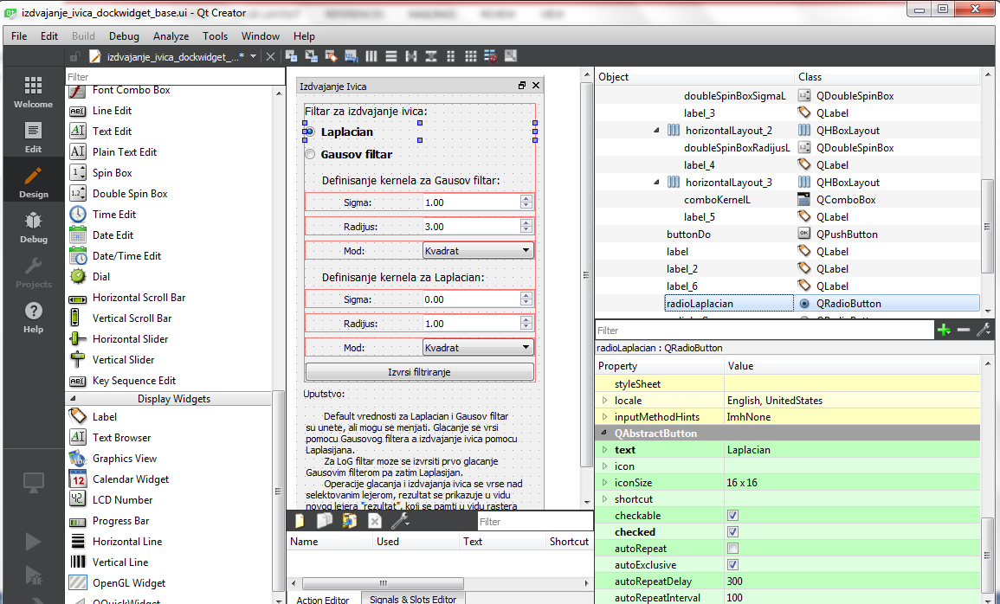 izdvajanje_ivica_dockwidget_base.ui - Qt Creator
File Edit Build Debug Analyze Tools Window Help
izdvajanje_ivica_dockwidget_...*
Welcome
Edit
Design
Debug
Projects
Help
Filter
Font Combo Box
Line Edit
Text Edit
Plain Text Edit
Spin Box
Double Spin Box
Time Edit
Date Edit
Date/Time Edit
Dial
Horizontal Scroll Bar
Vertical Scroll Bar
Horizontal Slider
Vertical Slider
Key Sequence Edit
Display Widgets
Label
Text Browser
Graphics View
Calendar Widget
LCD Number
Progress Bar
Horizontal Line
Vertical Line
OpenGL Widget
QQuickWidget
Izdvajanje Ivica
Filtar za izdvajanje ivica:
Laplacian
Gausov filtar
Definisanje kernela za Gausov filtar:
Sigma: 1.00
Radijus: 3.00
Mod: Kvadrat
Definisanje kernela za Laplacian:
Sigma: 0.00
Radijus: 1.00
Mod: Kvadrat
Izvrsi filtriranje
Uputstvo:
Default vrednosti za Laplacian i Gausov filtar
su unete, ali mogu se menjati. Glacanje se vrsi
pomocu Gausovog filtera a izdvajanje ivica pomocu
Laplasijana.
Za LoG filtar moze se izvrsiti prvo glacanje
Gausovim filterom pa zatim Laplasijan.
Operacije glacanja i izdvajanja ivica se vrse nad
selektovanim lejerom, rezultat se prikazuje u vidu
novog lejera "rezultat", koji se pamti u vidu rastera
Filter
Name Used Text Shortcut
Action Editor Signals & Slots Editor
Object Class
doubleSpinBoxSigmaL QDoubleSpinBox
label_3 QLabel
horizontalLayout_2 QHBoxLayout
doubleSpinBoxRadijusL QDoubleSpinBox
label_4 QLabel
horizontalLayout_3 QHBoxLayout
comboKernelL QComboBox
label_5 QLabel
buttonDo QPushButton
label QLabel
label_2 QLabel
label_6 QLabel
radioLaplacian QRadioButton
Filter
radioLaplacian : QRadioButton
Property Value
styleSheet
locale English, UnitedStates
inputMethodHints ImhNone
QAbstractButton
text Laplacian
icon
iconSize 16 x 16
shortcut
checkable
checked
autoRepeat
autoExclusive
autoRepeatDelay 300
autoRepeatInterval 100